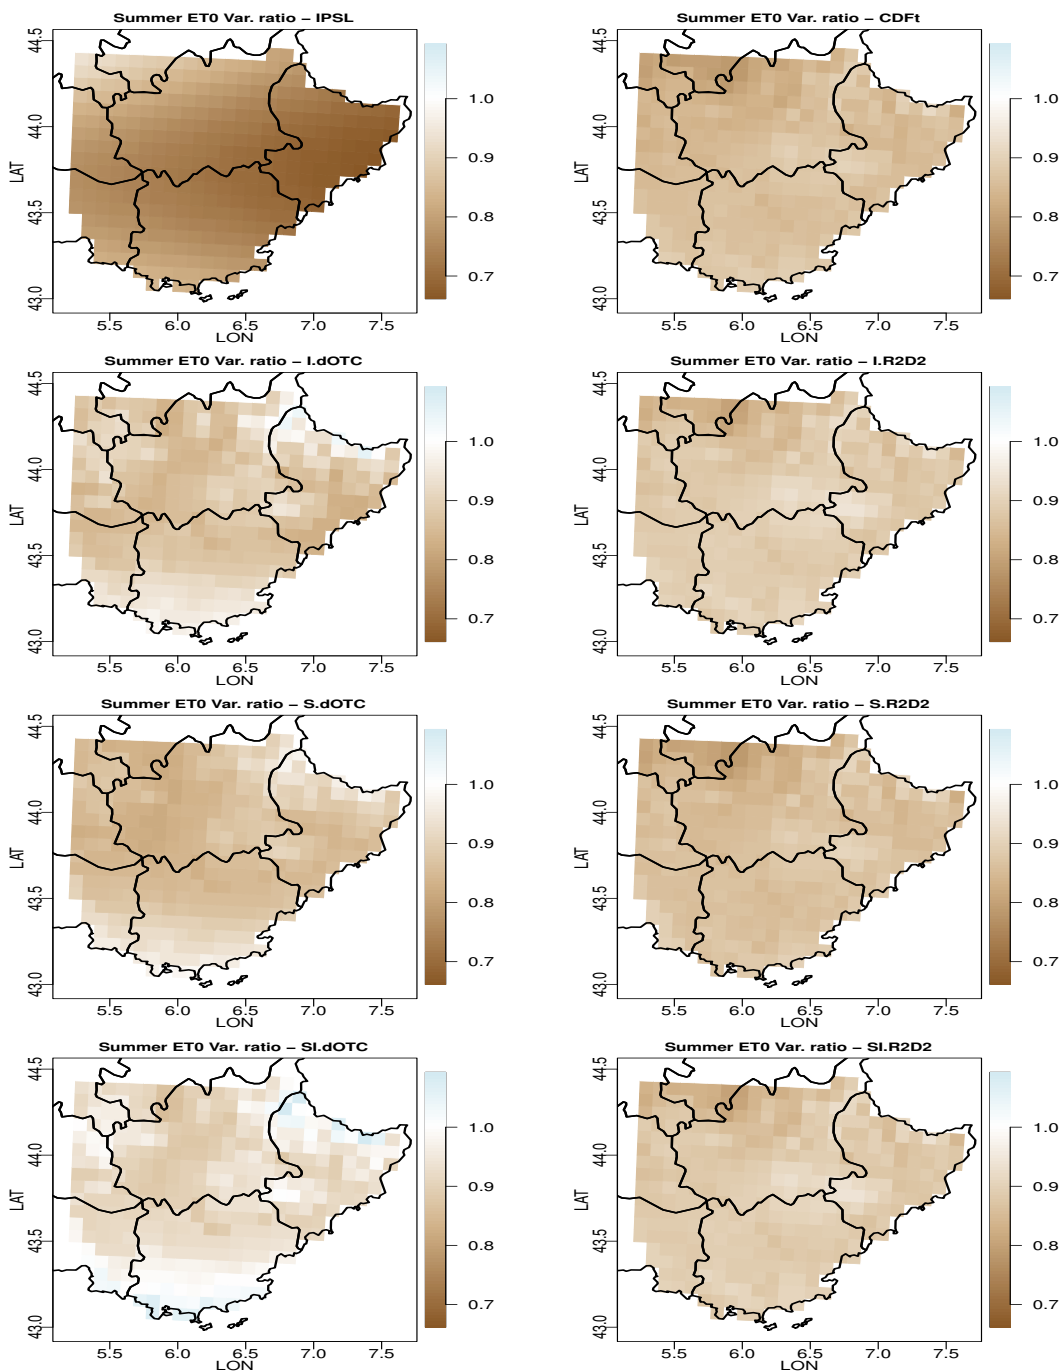 Summer ET0 Var. ratio – IPSL
44.5
44.0
43.5
43.0
LAT
5.5 6.0 6.5 7.0 7.5
LON
1.0
0.9
0.8
0.7
Summer ET0 Var. ratio – CDFt
44.5
44.0
43.5
43.0
LAT
5.5 6.0 6.5 7.0 7.5
LON
1.0
0.9
0.8
0.7
Summer ET0 Var. ratio – I.dOTC
44.5
44.0
43.5
43.0
LAT
5.5 6.0 6.5 7.0 7.5
LON
1.0
0.9
0.8
0.7
Summer ET0 Var. ratio – I.R2D2
44.5
44.0
43.5
43.0
LAT
5.5 6.0 6.5 7.0 7.5
LON
1.0
0.9
0.8
0.7
Summer ET0 Var. ratio – S.dOTC
44.5
44.0
43.5
43.0
LAT
5.5 6.0 6.5 7.0 7.5
LON
1.0
0.9
0.8
0.7
Summer ET0 Var. ratio – S.R2D2
44.5
44.0
43.5
43.0
LAT
5.5 6.0 6.5 7.0 7.5
LON
1.0
0.9
0.8
0.7
Summer ET0 Var. ratio – SI.dOTC
44.5
44.0
43.5
43.0
LAT
5.5 6.0 6.5 7.0 7.5
LON
1.0
0.9
0.8
0.7
Summer ET0 Var. ratio – SI.R2D2
44.5
44.0
43.5
43.0
LAT
5.5 6.0 6.5 7.0 7.5
LON
1.0
0.9
0.8
0.7